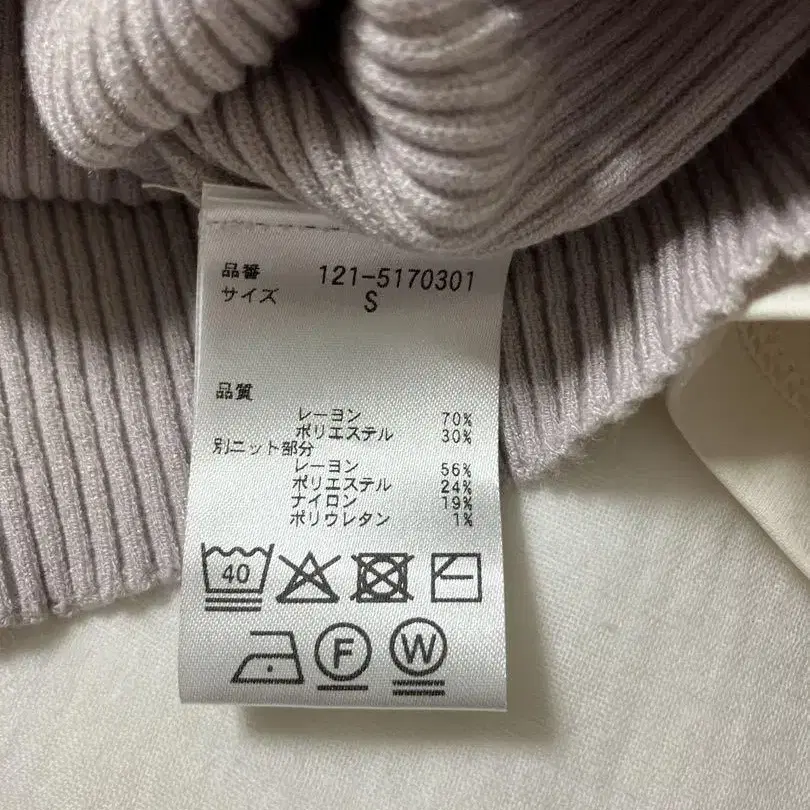 品番 121-5170301
サイズ S
品質
レーヨン 70%
ポリエステル 30%
別ニット部分
レーヨン 56%
ポリエステル 24%
ナイロン 19%
ポリウレタン 1%
40
F W